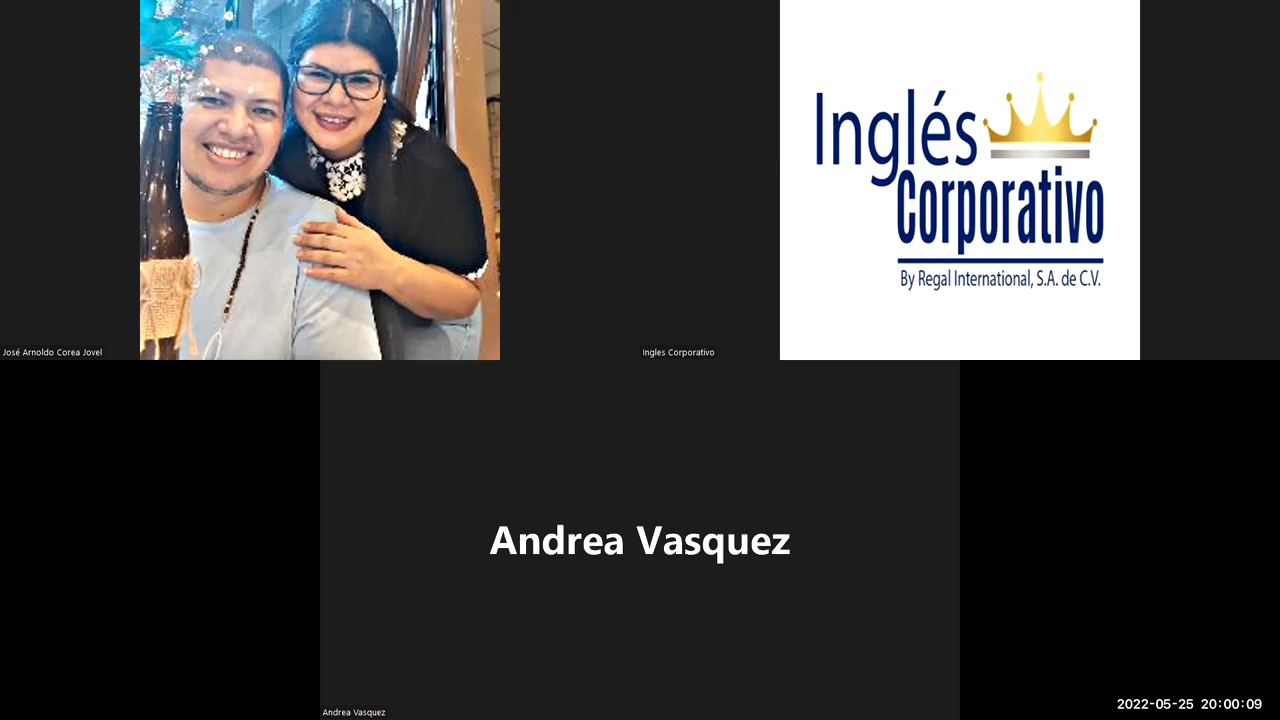 Inglés
Corporativo
By Regal International, S.A. de C.V.
José Arnoldo Corea Jovel
Ingles Corporativo
Andrea Vasquez
Andrea Vasquez
2022-05-25 20:00:09